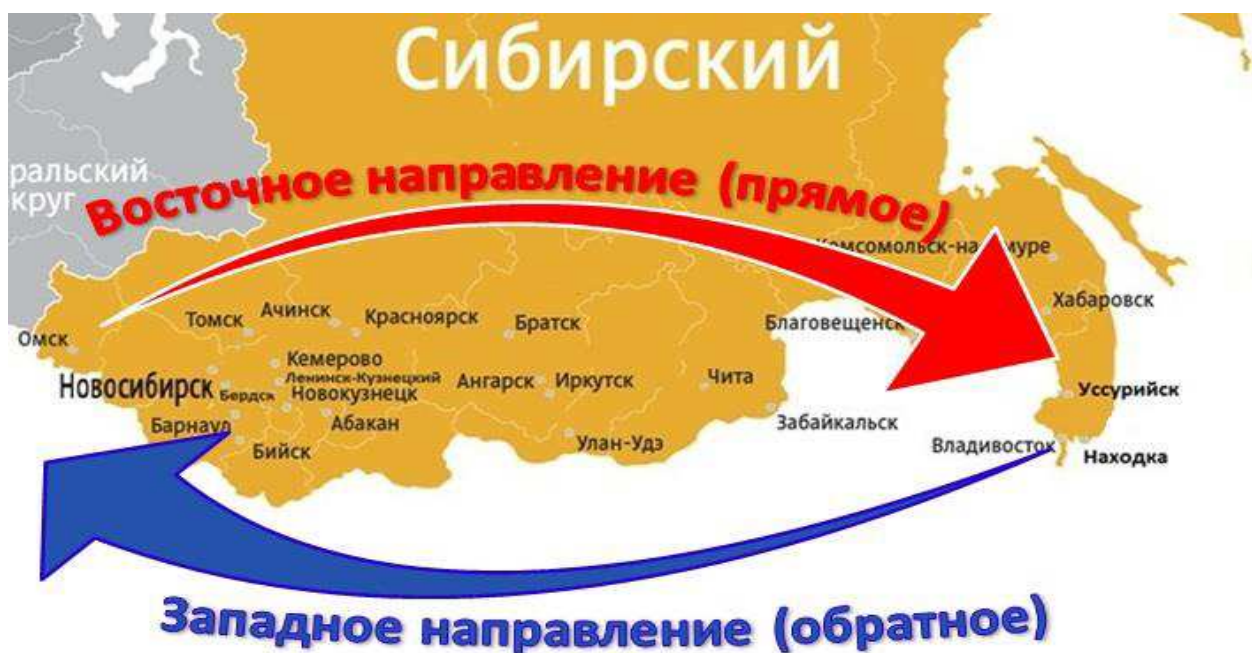 Сибирский
ральский
круг
Восточное направление (прямое)
Комсомольск-на-Амуре
Хабаровск
Благовещенск
Омск
Томск
Ачинск
Красноярск
Братск
Кемерово
Ленинск-Кузнецкий
Новосибирск
Бердск
Новокузнецк
Ангарск
Иркутск
Чита
Уссурийск
Барнаул
Абакан
Забайкальск
Бийск
Улан-Удэ
Владивосток
Находка
Западное направление (обратное)